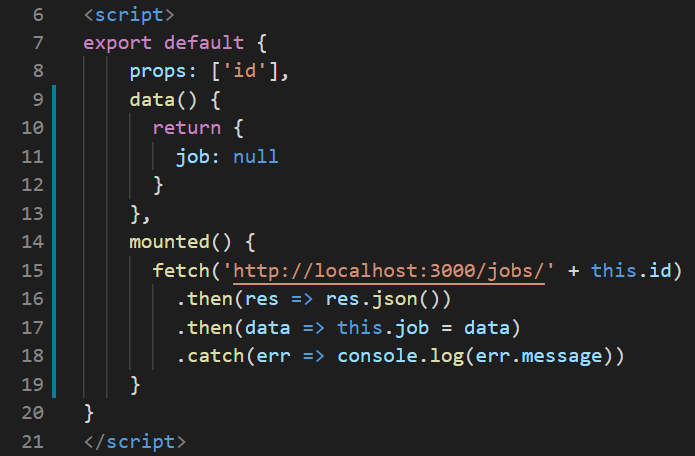 6 <script>
7 export default {
8 props: ['id'],
9 data() {
10 return {
11 job: null
12 }
13 },
14 mounted() {
15 fetch('http://localhost:3000/jobs/' + this.id)
16 .then(res => res.json())
17 .then(data => this.job = data)
18 .catch(err => console.log(err.message))
19 }
20 }
21 </script>